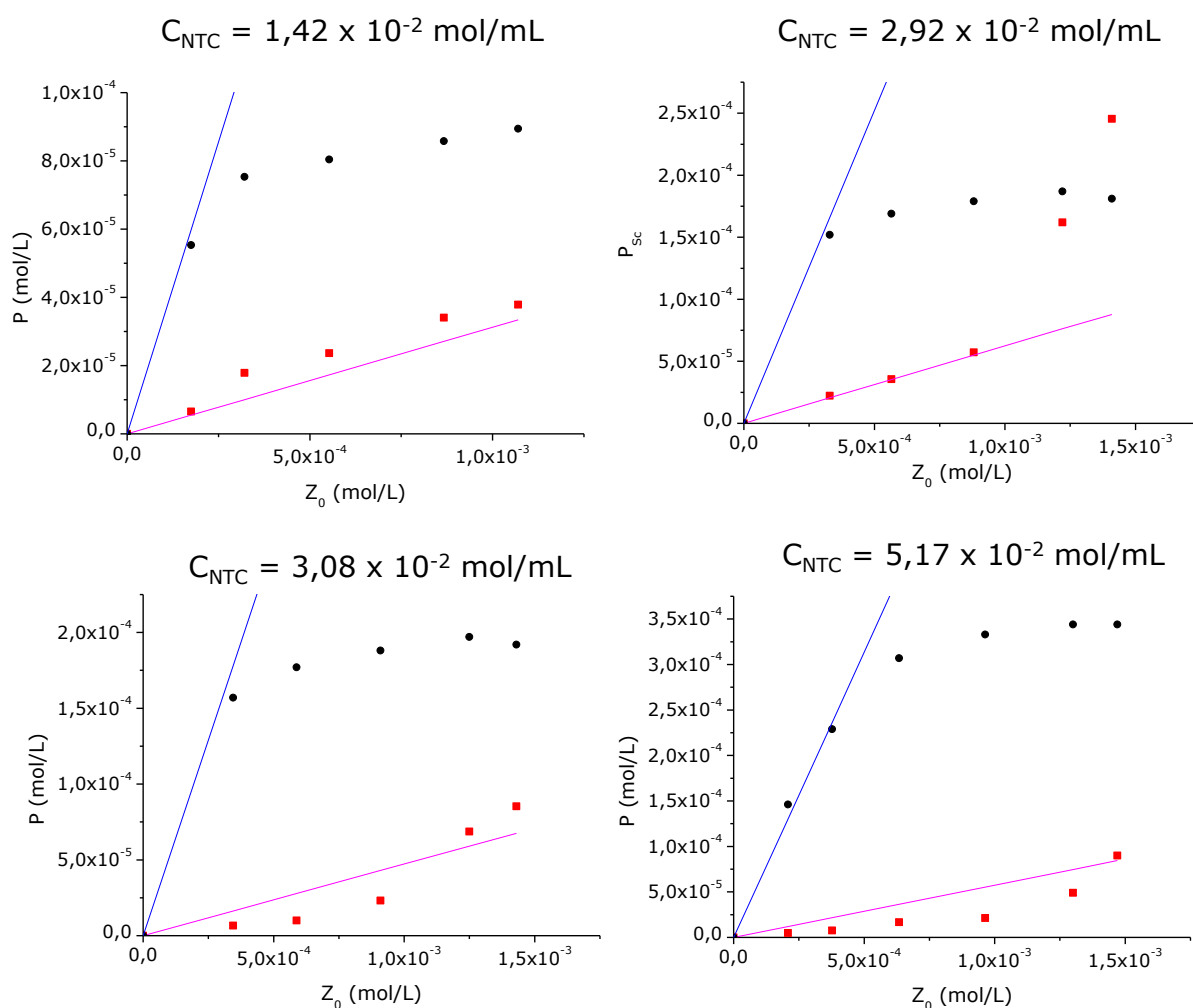 C_NTC = 1,42 x 10⁻² mol/mL
P (mol/L)
1,0x10⁻⁴
8,0x10⁻⁵
6,0x10⁻⁵
4,0x10⁻⁵
2,0x10⁻⁵
0,0
0,0 5,0x10⁻⁴ 1,0x10⁻³
Z₀ (mol/L)
C_NTC = 2,92 x 10⁻² mol/mL
P_Sc
2,5x10⁻⁴
2,0x10⁻⁴
1,5x10⁻⁴
1,0x10⁻⁴
5,0x10⁻⁵
0,0
0,0 5,0x10⁻⁴ 1,0x10⁻³ 1,5x10⁻³
Z₀ (mol/L)
C_NTC = 3,08 x 10⁻² mol/mL
P (mol/L)
2,0x10⁻⁴
1,5x10⁻⁴
1,0x10⁻⁴
5,0x10⁻⁵
0,0
0,0 5,0x10⁻⁴ 1,0x10⁻³ 1,5x10⁻³
Z₀ (mol/L)
C_NTC = 5,17 x 10⁻² mol/mL
P (mol/L)
3,5x10⁻⁴
3,0x10⁻⁴
2,5x10⁻⁴
2,0x10⁻⁴
1,5x10⁻⁴
1,0x10⁻⁴
5,0x10⁻⁵
0,0
0,0 5,0x10⁻⁴ 1,0x10⁻³ 1,5x10⁻³
Z₀ (mol/L)